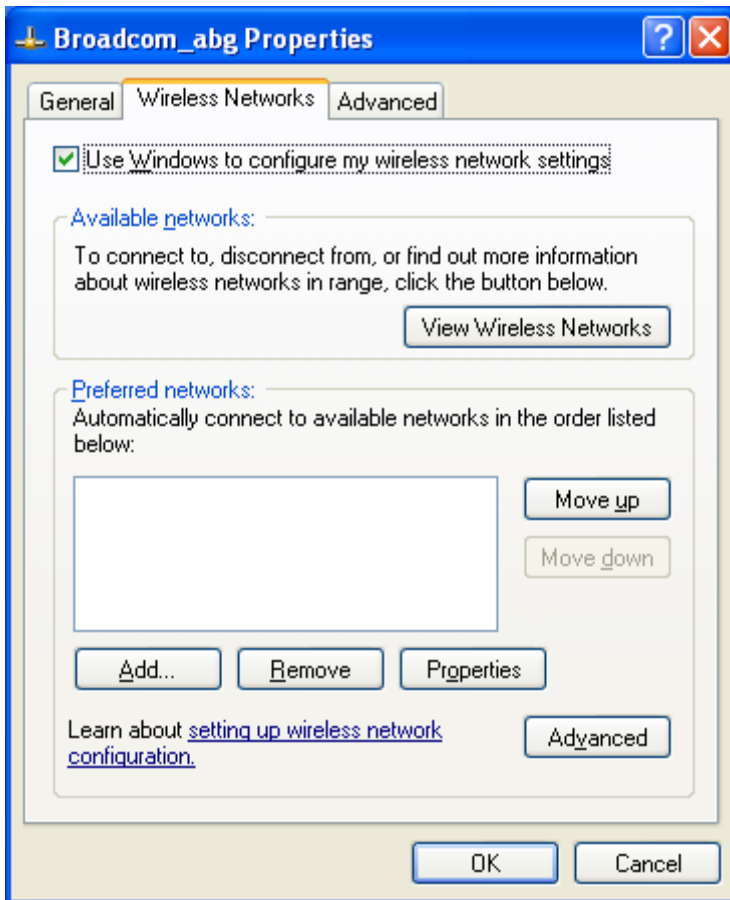 Broadcom_abg Properties
General
Wireless Networks
Advanced
Use Windows to configure my wireless network settings
Available networks:
To connect to, disconnect from, or find out more information
about wireless networks in range, click the button below.
View Wireless Networks
Preferred networks:
Automatically connect to available networks in the order listed
below:
Move up
Move down
Add...
Remove
Properties
Learn about setting up wireless network
configuration.
Advanced
OK
Cancel